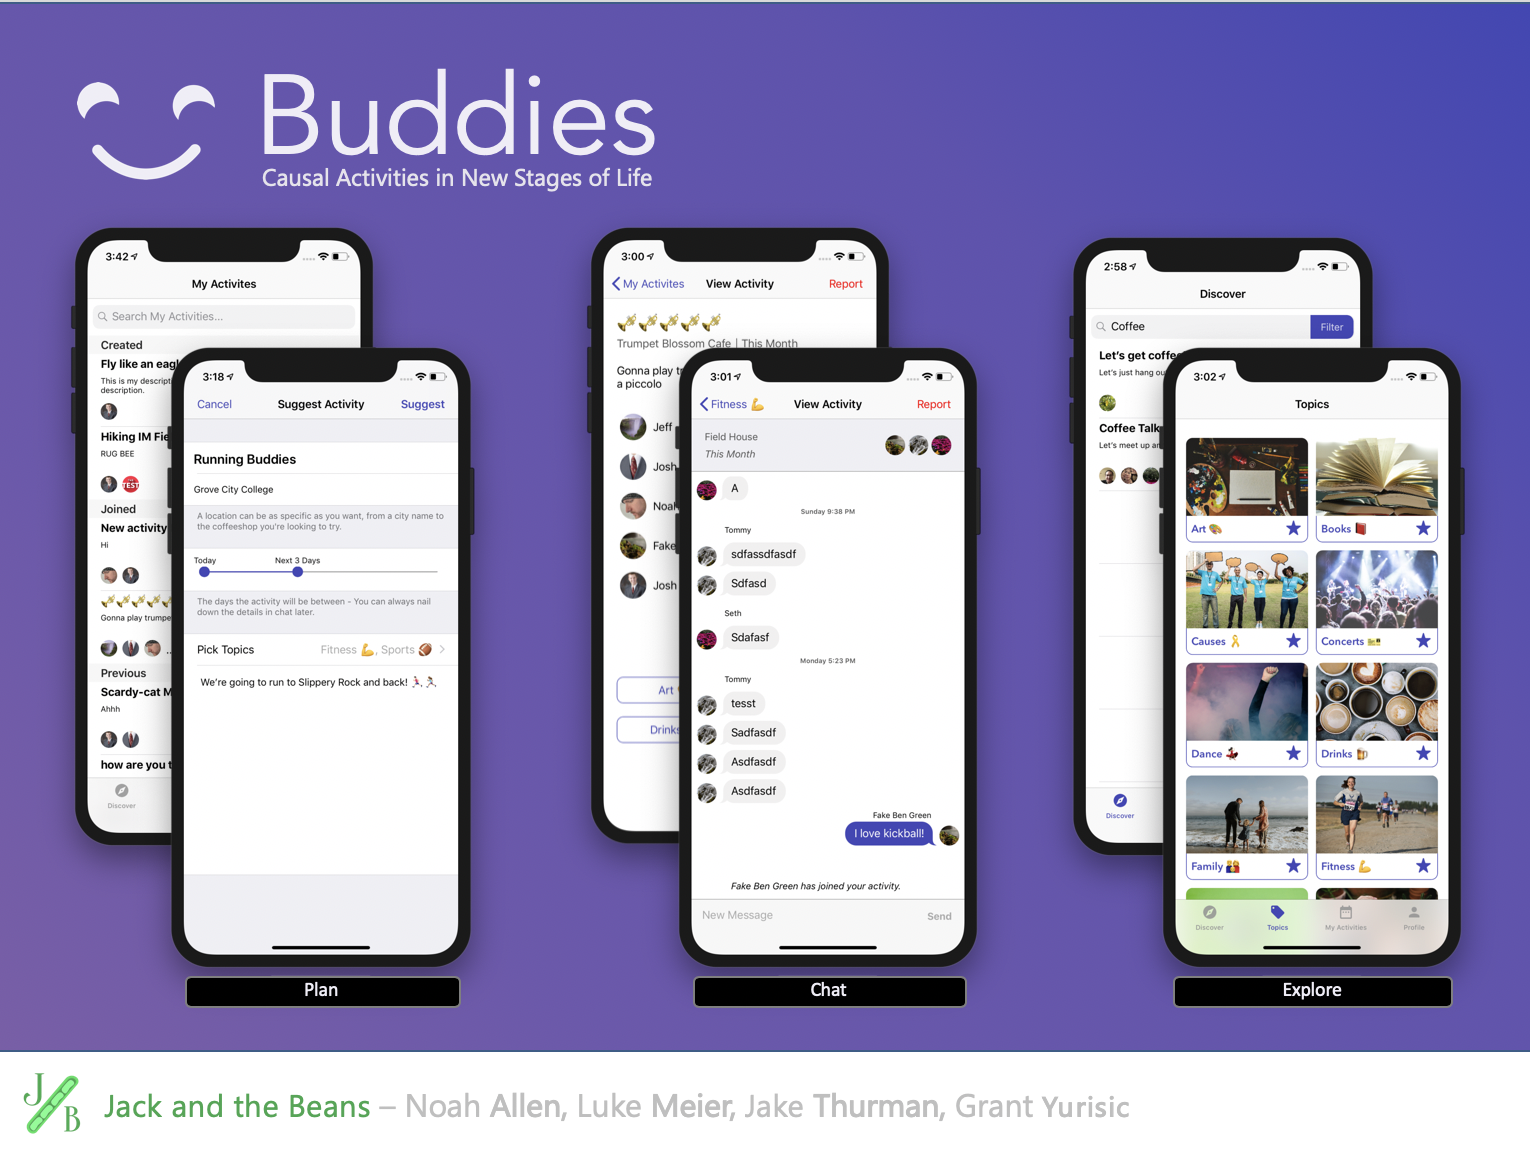 Buddies
Causal Activities in New Stages of Life
3:42
My Activites
Search My Activities...
Created
Fly like an eagl
This is my descript
description.
Hiking IM Fie
RUG BEE
TEST
Joined
New activity
Hi
Gonna play trumpe
...
Previous
Scardy-cat M
Ahhh
how are you t
Discover
3:18
Cancel
Suggest Activity
Suggest
Running Buddies
Grove City College
A location can be as specific as you want, from a city name to
the coffeeshop you're looking to try.
Today
Next 3 Days
The days the activity will be between - You can always nail
down the details in chat later.
Pick Topics
Fitness 💪, Sports 🏈
We're going to run to Slippery Rock and back!
Plan
3:00
My Activites
View Activity
Report
🎺🎺🎺🎺🎺
Trumpet Blossom Cafe | This Month
Gonna play tr
a piccolo
Jeff
Josh
Noah
Fake
Josh
Art
Drinks
3:01
Fitness 💪
View Activity
Report
Field House
This Month
A
Sunday 9:38 PM
Tommy
sdfassdfasdf
Sdfasd
Seth
Sdafasf
Monday 5:23 PM
Tommy
tesst
Sadfasdf
Asdfasdf
Asdfasdf
Fake Ben Green
I love kickball!
Fake Ben Green has joined your activity.
New Message
Send
Chat
2:58
Discover
Coffee
Filter
Let's get coffe
Let's just hang ou
Coffee Talk
Let's meet up an
Discover
3:02
Topics
Art 🎨
Books 📕
Causes 🎗
Concerts 🎫
Dance 💃
Drinks 🍺
Family 👪
Fitness 💪
Discover
Topics
My Activities
Profile
Explore
J B
Jack and the Beans – Noah Allen, Luke Meier, Jake Thurman, Grant Yurisic